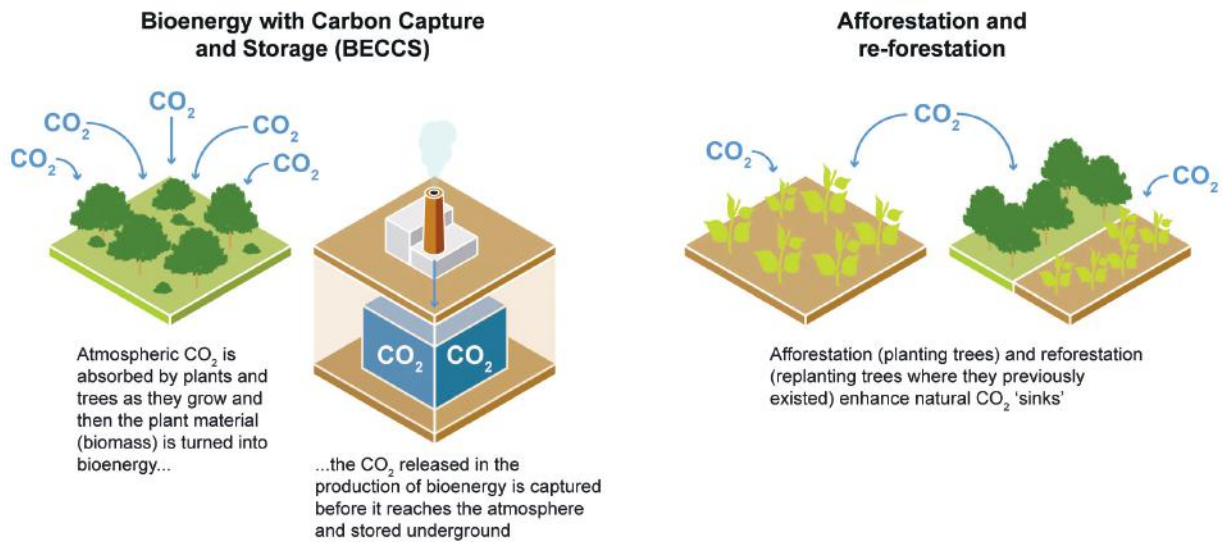 Bioenergy with Carbon Capture
and Storage (BECCS)
CO₂
CO₂
CO₂
CO₂
CO₂
CO₂
CO₂
Atmospheric CO₂ is
absorbed by plants and
trees as they grow and
then the plant material
(biomass) is turned into
bioenergy...
...the CO₂ released in the
production of bioenergy is captured
before it reaches the atmosphere
and stored underground
Afforestation and
re-forestation
CO₂
CO₂
CO₂
Afforestation (planting trees) and reforestation
(replanting trees where they previously
existed) enhance natural CO₂ ‘sinks’